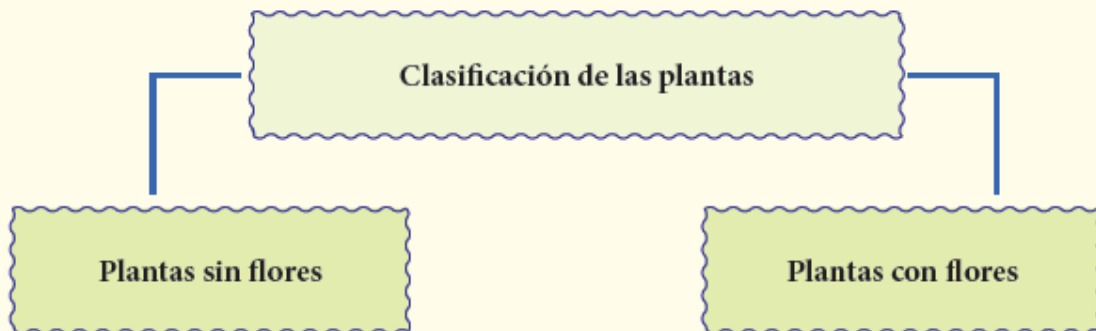 Clasificación de las plantas
Plantas sin flores
Plantas con flores